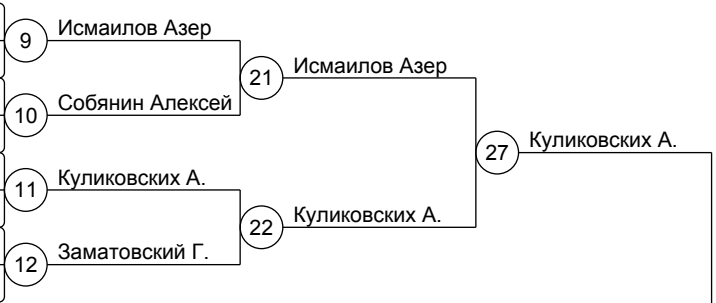 9 Исмаилов Азер
21 Исмаилов Азер
10 Собянин Алексей
27 Куликовских А.
11 Куликовских А.
22 Куликовских А.
12 Заматовский Г.